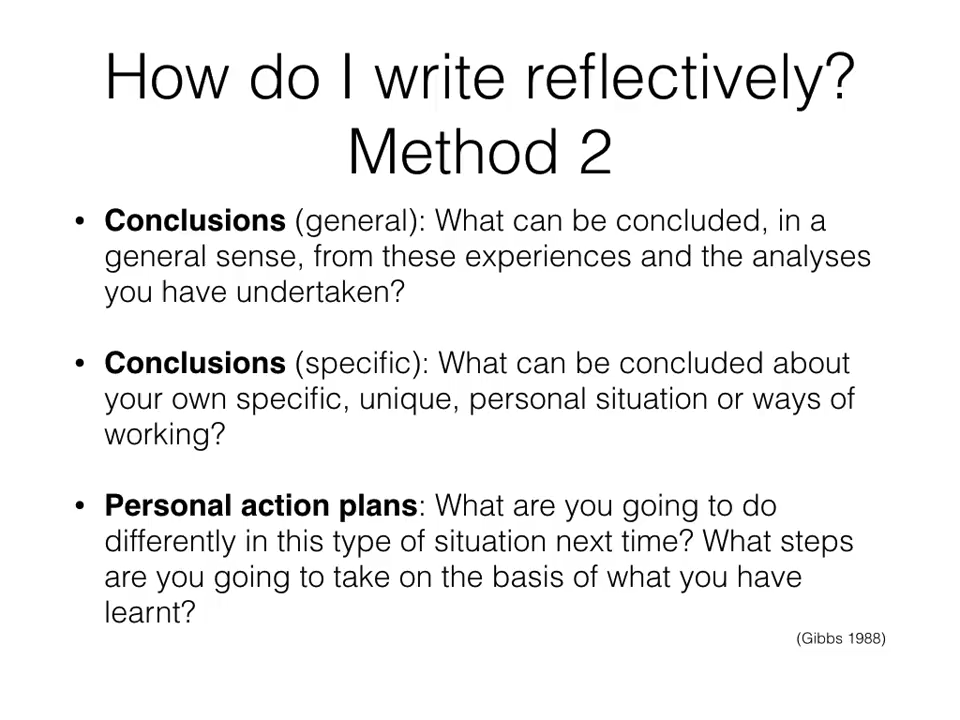 How do I write reflectively?
Method 2
• Conclusions (general): What can be concluded, in a
general sense, from these experiences and the analyses
you have undertaken?
• Conclusions (specific): What can be concluded about
your own specific, unique, personal situation or ways of
working?
• Personal action plans: What are you going to do
differently in this type of situation next time? What steps
are you going to take on the basis of what you have
learnt?
(Gibbs 1988)